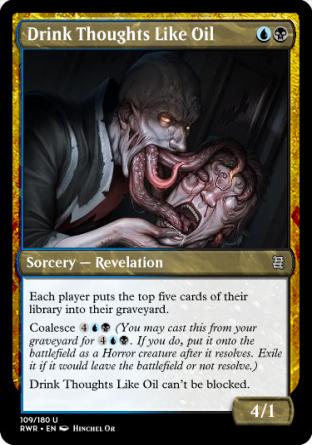 Drink Thoughts Like Oil
Sorcery — Revelation
Each player puts the top five cards of their
library into their graveyard.
Coalesce 4 (You may cast this from your
graveyard for 4. If you do, put it onto the
battlefield as a Horror creature after it resolves. Exile
it if it would leave the battlefield or not resolve.)
Drink Thoughts Like Oil can't be blocked.
4/1
109/180 U
RWR • EN Hinchel Or